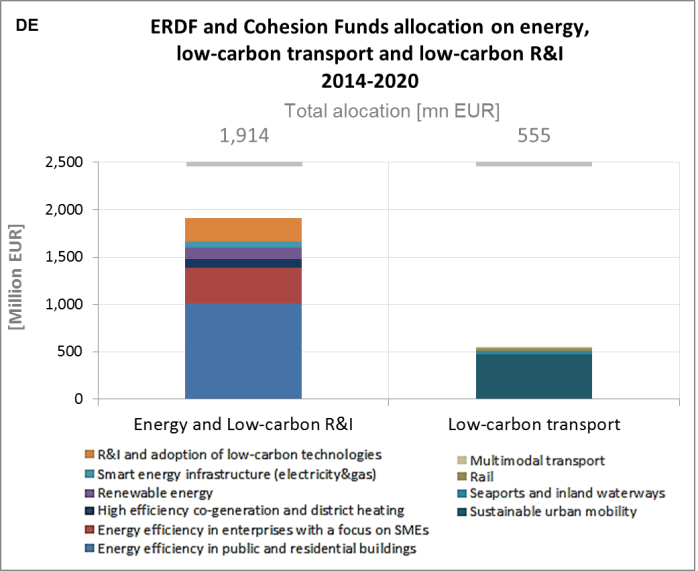 DE
ERDF and Cohesion Funds allocation on energy,
low-carbon transport and low-carbon R&I
2014-2020
Total alocation [mn EUR]
1,914 555
[Million EUR]
2,500
2,000
1,500
1,000
500
0
Energy and Low-carbon R&I Low-carbon transport
R&I and adoption of low-carbon technologies
Smart energy infrastructure (electricity&gas)
Renewable energy
High efficiency co-generation and district heating
Energy efficiency in enterprises with a focus on SMEs
Energy efficiency in public and residential buildings
Multimodal transport
Rail
Seaports and inland waterways
Sustainable urban mobility